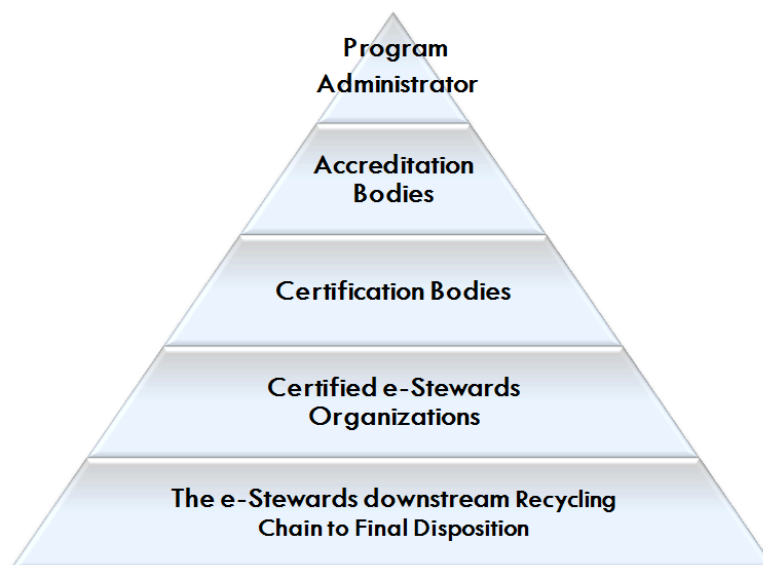 Program
Administrator
Accreditation
Bodies
Certification Bodies
Certified e-Stewards
Organizations
The e-Stewards downstream Recycling
Chain to Final Disposition